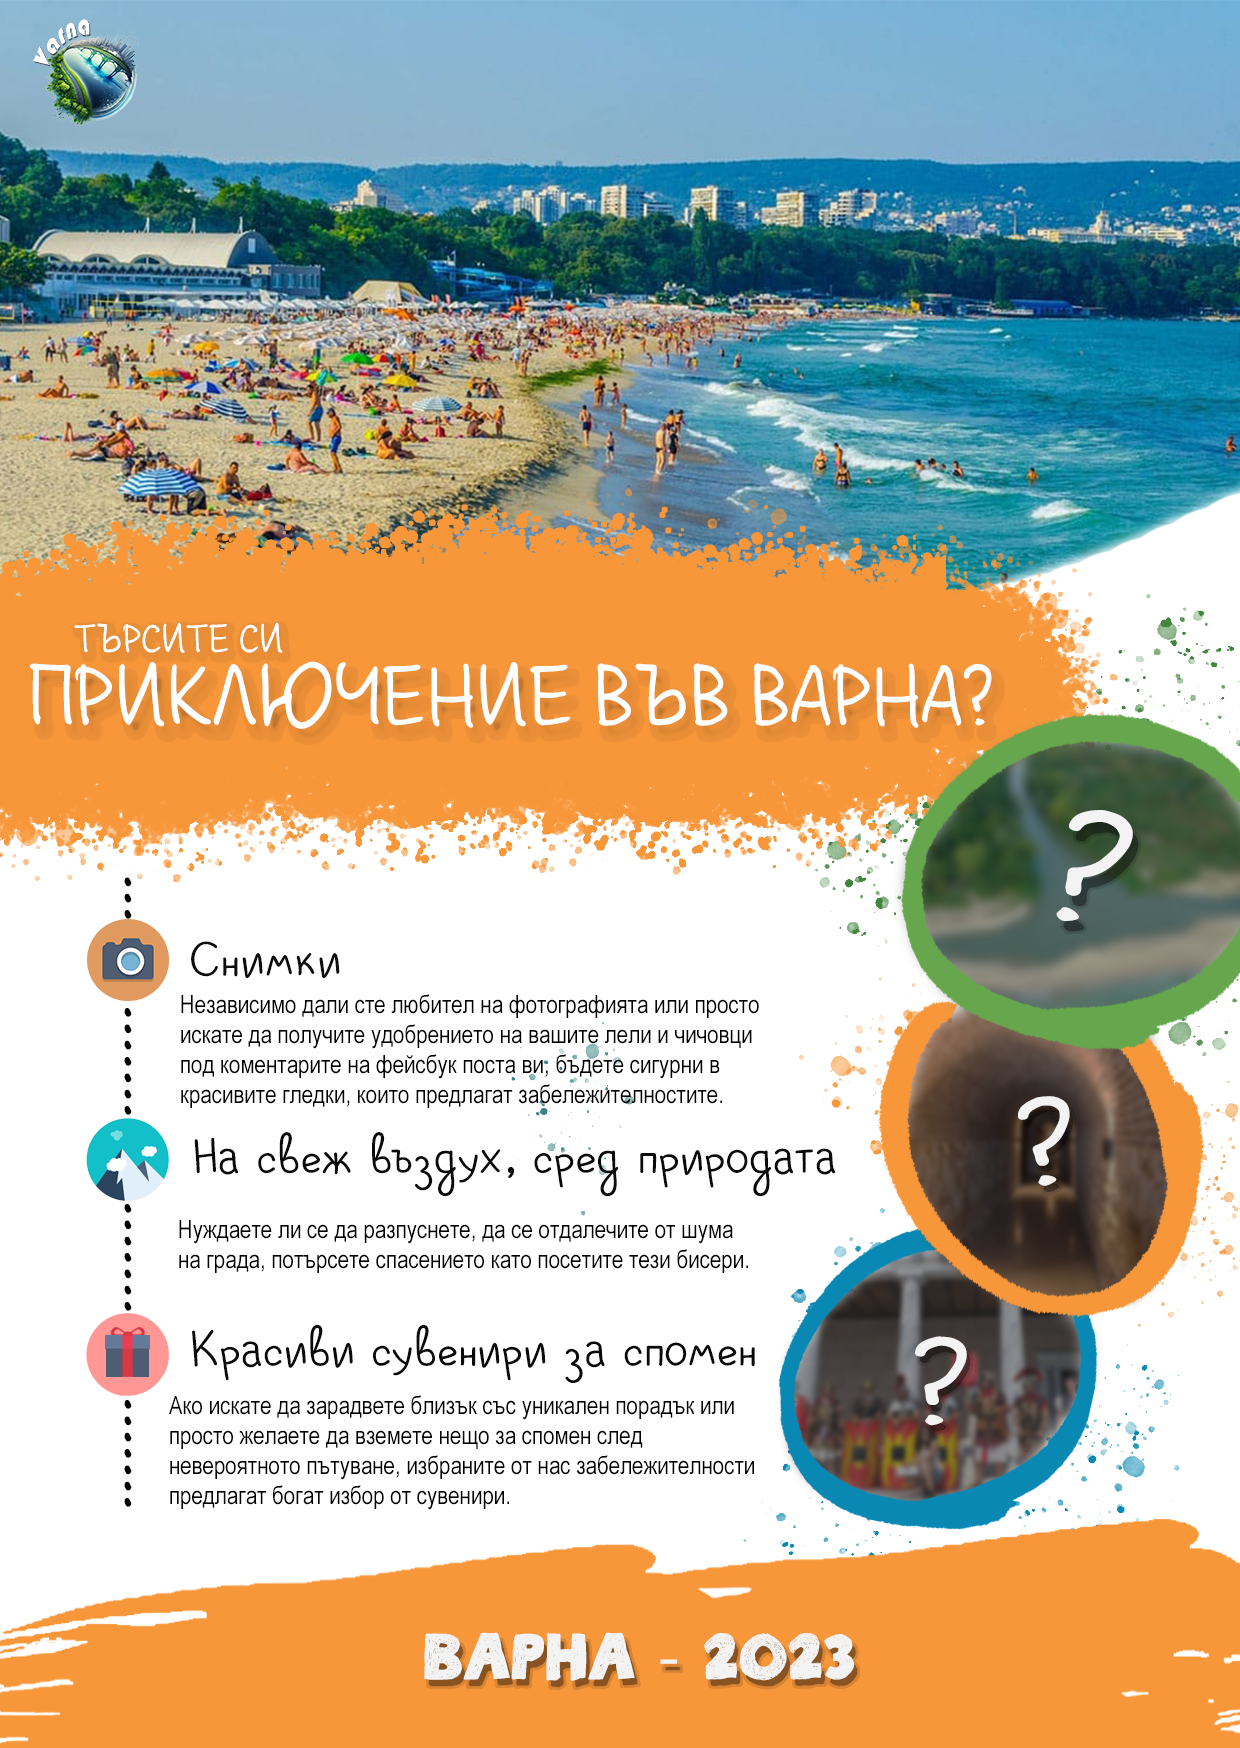 Varna
ТЪРСИТЕ СИ
ПРИКЛЮЧЕНИЕ ВЪВ ВАРНА?
?
Снимки
Независимо дали сте любител на фотографията или просто
искате да получите удобрението на вашите лели и чичовци
под коментарите на фейсбук поста ви; бъдете сигурни в
красивите гледки, които предлагат забележителностите.
?
На свеж въздух, сред природата
Нуждаете ли се да разпуснете, да се отдалечите от шума
на града, потърсете спасението като посетите тези бисери.
?
Красиви сувенири за спомен
Ако искате да зарадвете близък със уникален порадък или
просто желаете да вземете нещо за спомен след
невероятното пътуване, избраните от нас забележителности
предлагат богат избор от сувенири.
ВАРНА - 2023